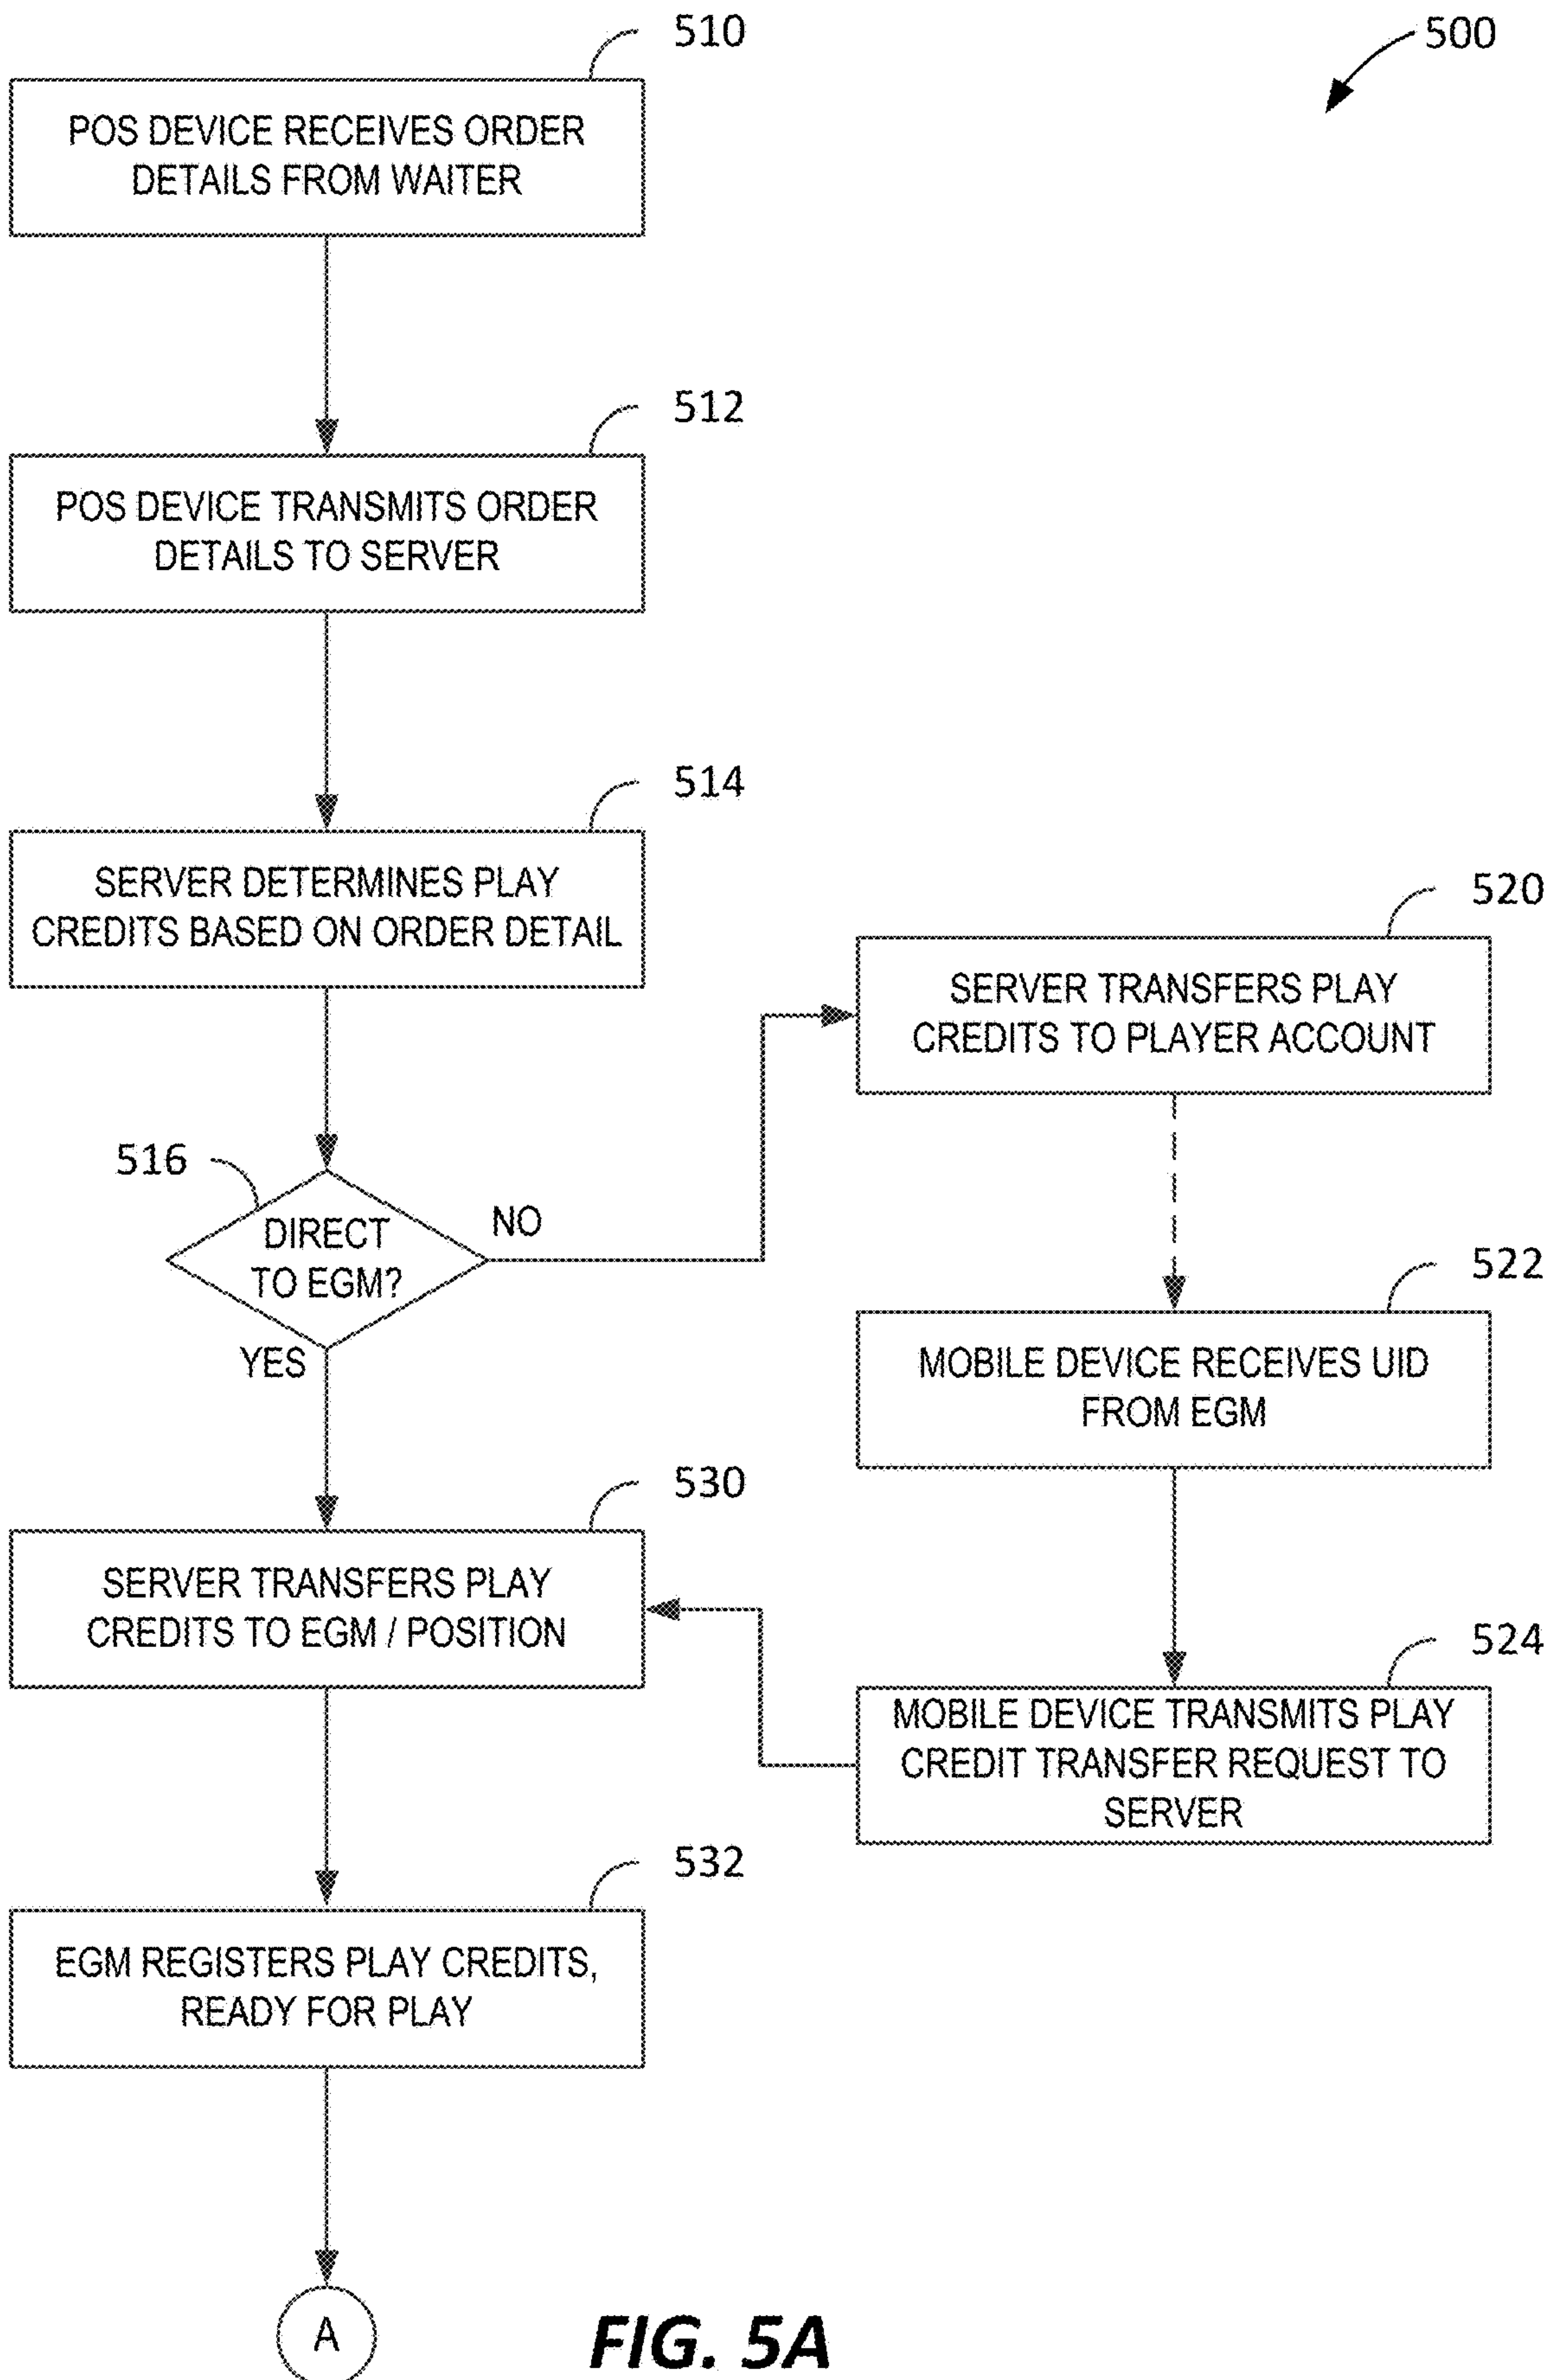 510
500
POS DEVICE RECEIVES ORDER
DETAILS FROM WAITER
512
POS DEVICE TRANSMITS ORDER
DETAILS TO SERVER
514
SERVER DETERMINES PLAY
CREDITS BASED ON ORDER DETAIL
516
DIRECT
TO EGM?
NO
YES
520
SERVER TRANSFERS PLAY
CREDITS TO PLAYER ACCOUNT
522
MOBILE DEVICE RECEIVES UID
FROM EGM
524
MOBILE DEVICE TRANSMITS PLAY
CREDIT TRANSFER REQUEST TO
SERVER
530
SERVER TRANSFERS PLAY
CREDITS TO EGM / POSITION
532
EGM REGISTERS PLAY CREDITS,
READY FOR PLAY
A
FIG. 5A